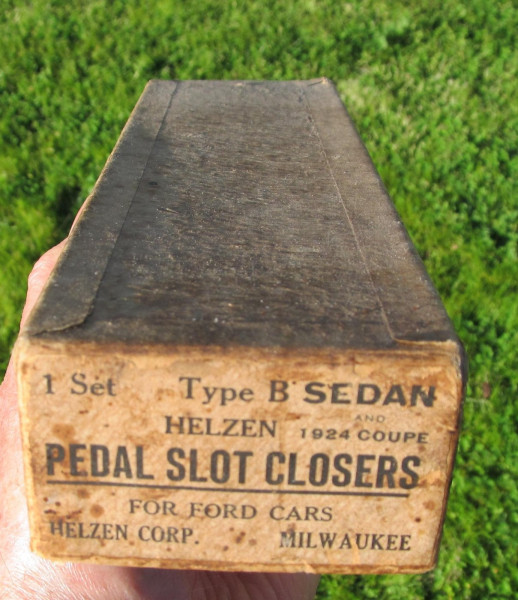 1 Set Type B SEDAN
AND
HELZEN 1924 COUPE
PEDAL SLOT CLOSERS
FOR FORD CARS
HELZEN CORP. MILWAUKEE